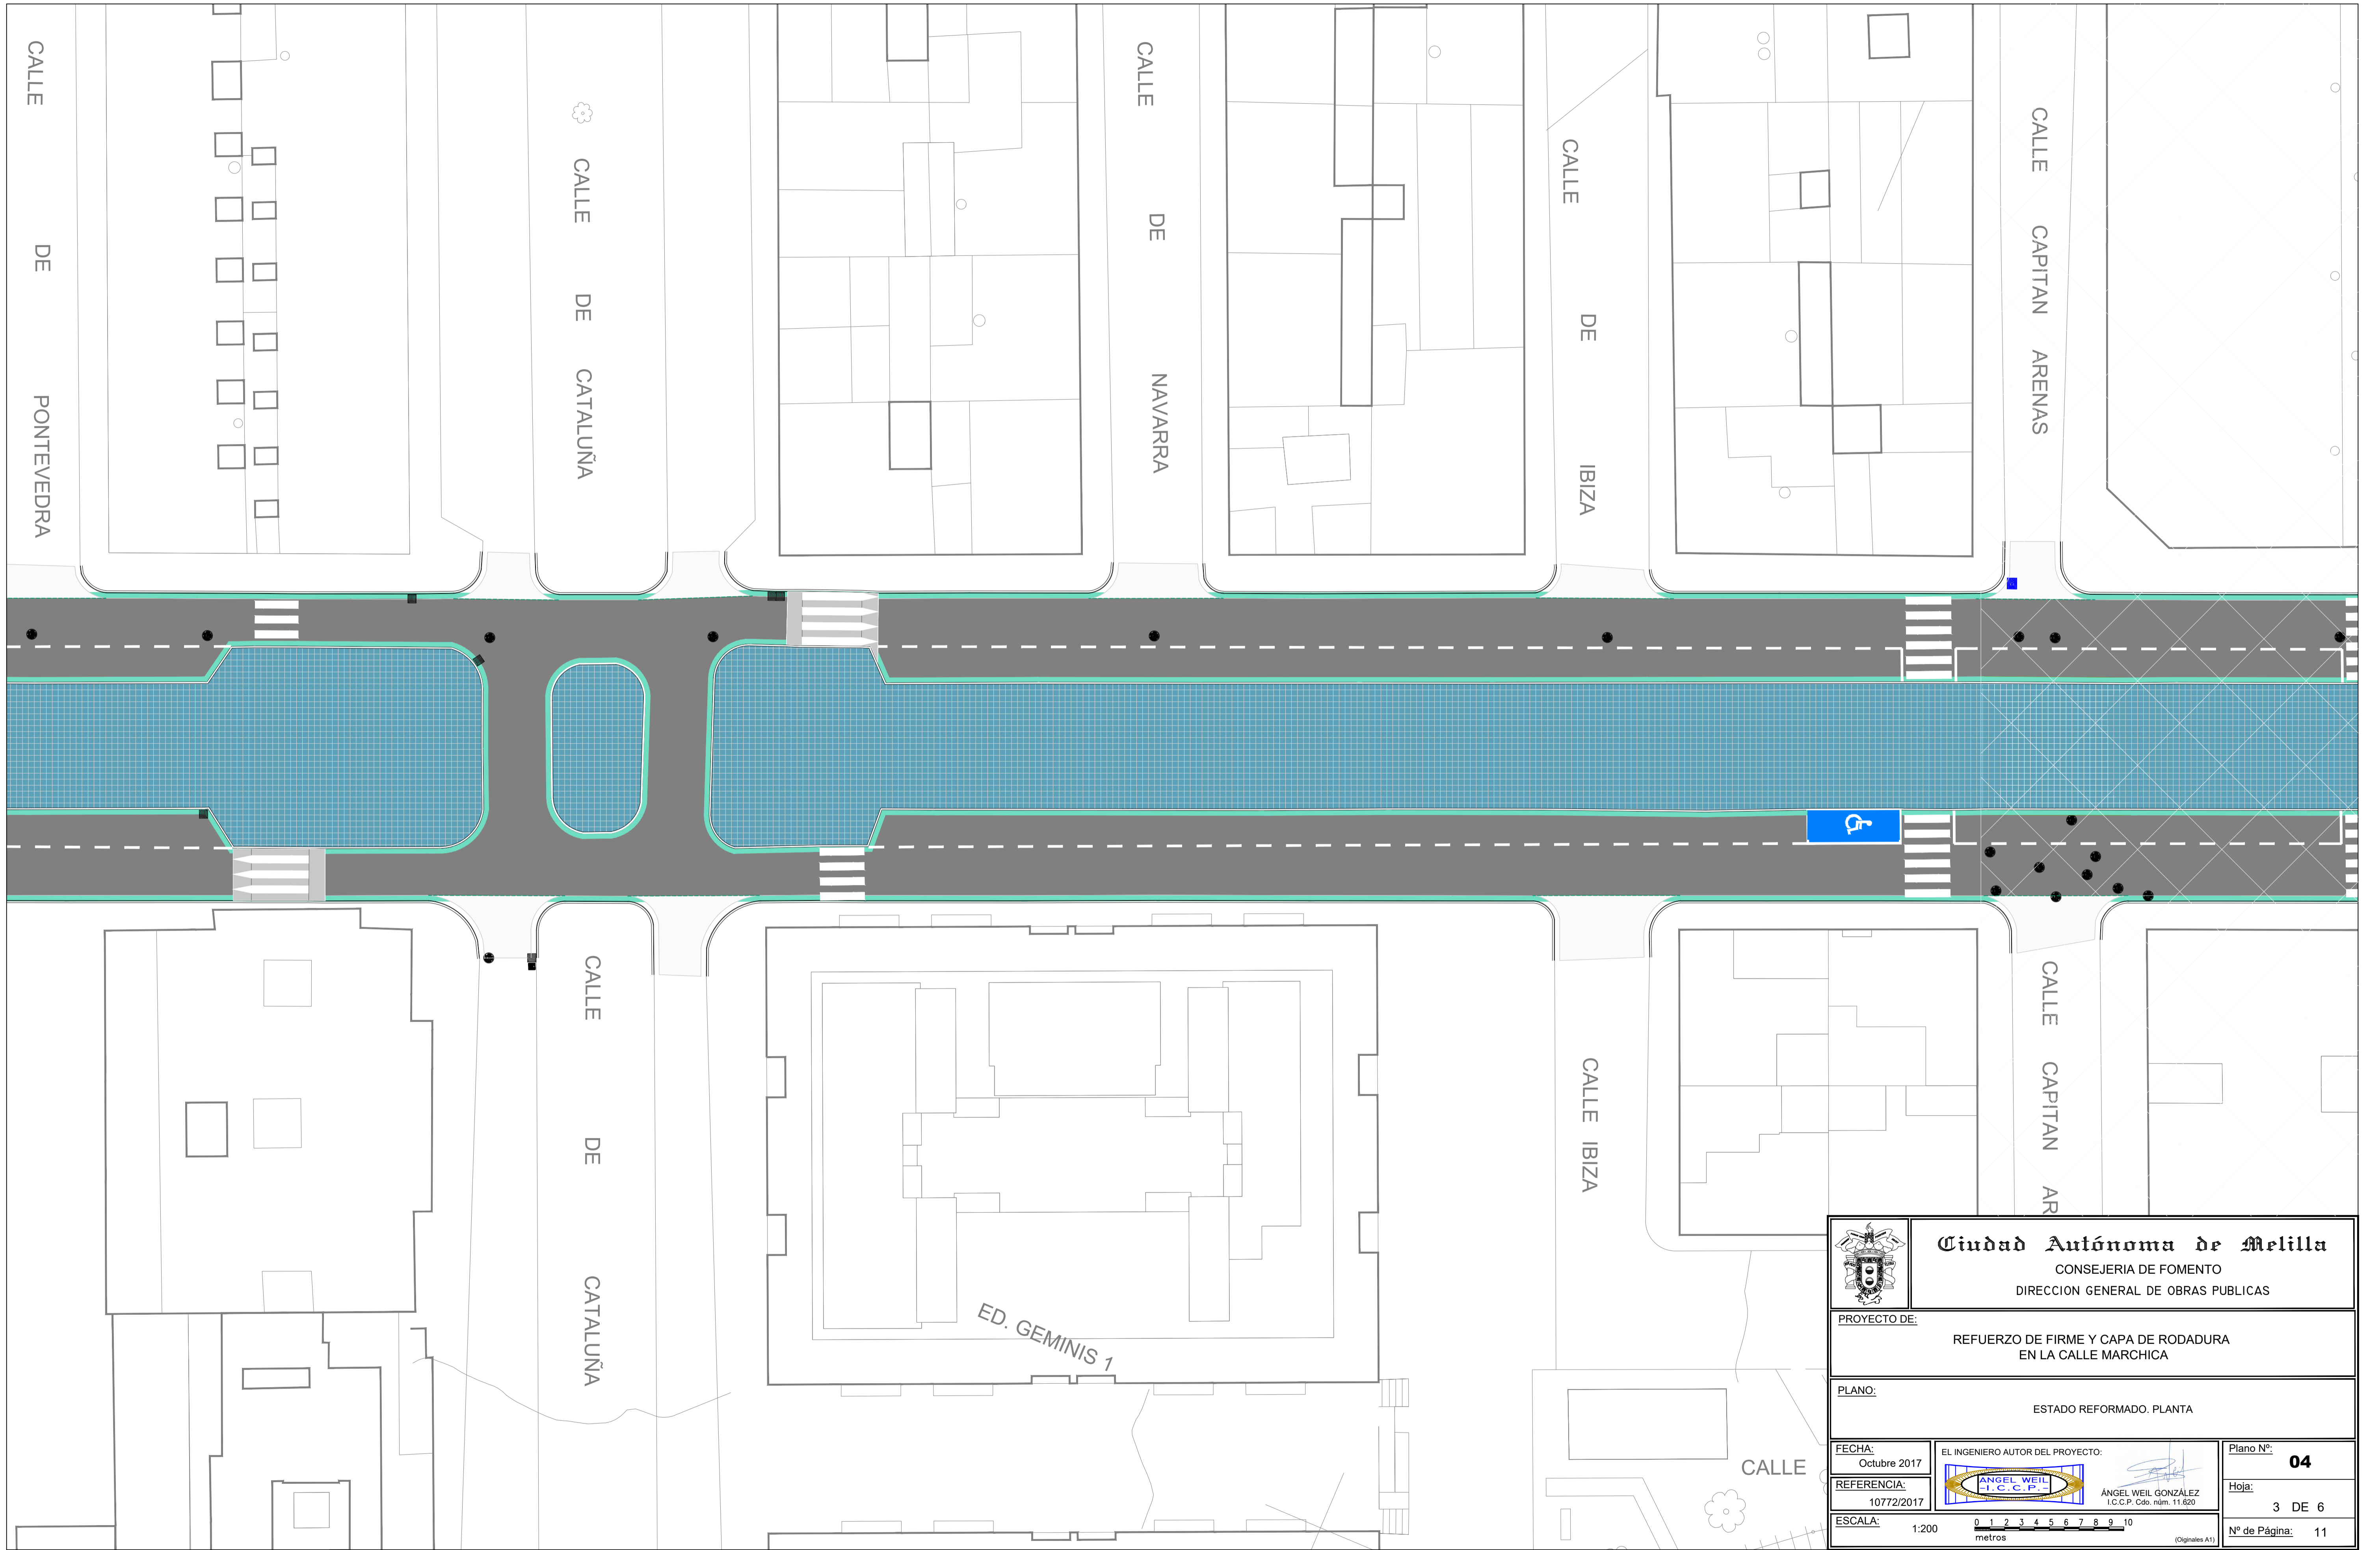 CALLE DE PONTEVEDRA
CALLE DE CATALUÑA
CALLE DE NAVARRA
CALLE DE IBIZA
CALLE CAPITAN ARENAS
CALLE DE CATALUÑA
ED. GEMINIS 1
CALLE IBIZA
CALLE CAPITAN AR
CALLE
Ciudad Autónoma de Melilla
CONSEJERIA DE FOMENTO
DIRECCION GENERAL DE OBRAS PUBLICAS
PROYECTO DE:
REFUERZO DE FIRME Y CAPA DE RODADURA
EN LA CALLE MARCHICA
PLANO:
ESTADO REFORMADO. PLANTA
FECHA:
Octubre 2017
REFERENCIA:
10772/2017
EL INGENIERO AUTOR DEL PROYECTO:
ANGEL WEIL
-I.C.C.P.-
ÁNGEL WEIL GONZÁLEZ
I.C.C.P. Cdo. núm. 11.620
Plano Nº:
04
Hoja:
3 DE 6
Nº de Página: 11
ESCALA:
1:200
0 1 2 3 4 5 6 7 8 9 10
metros
(Oiginales A1)